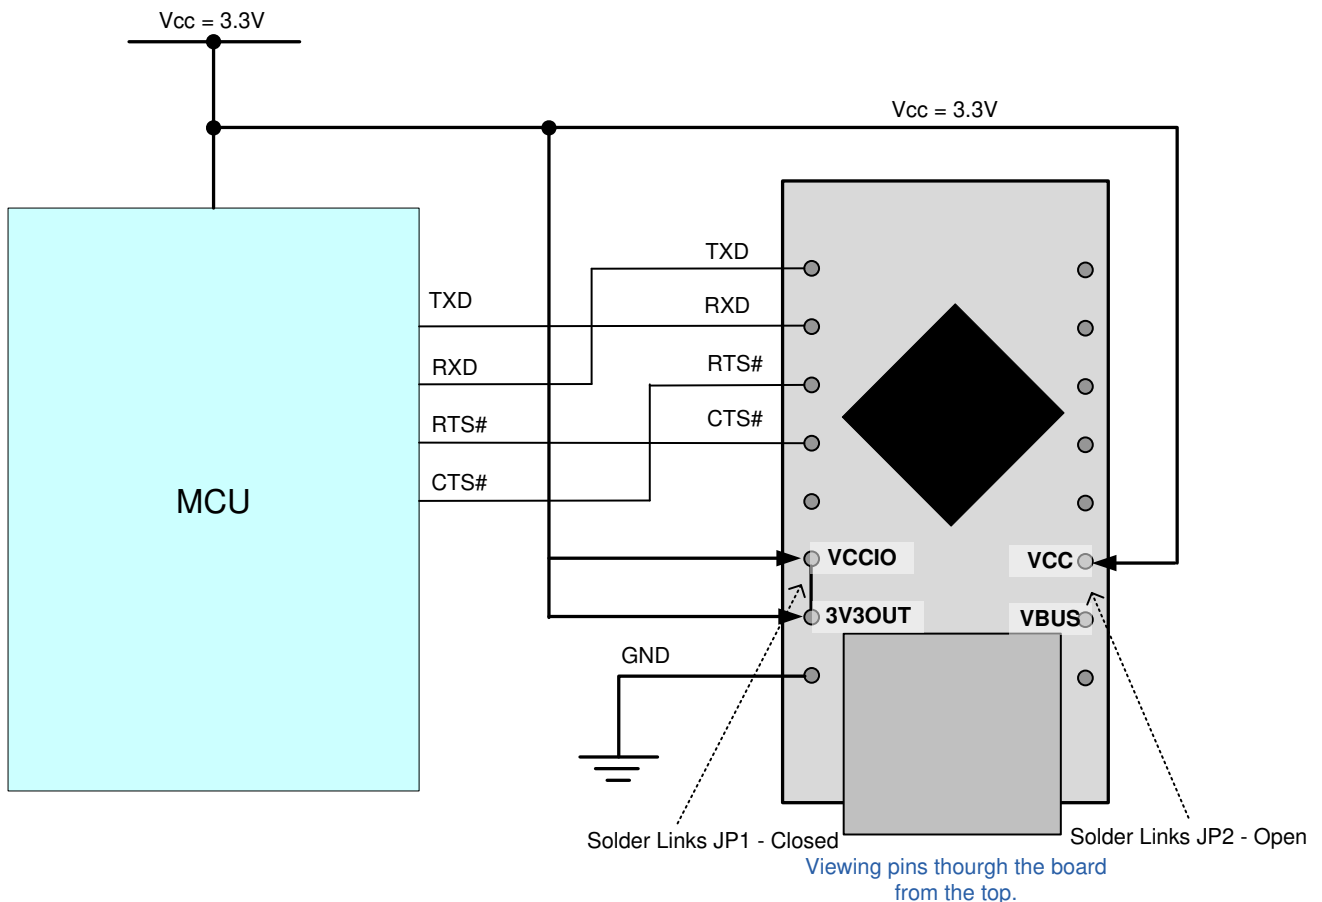 Vcc = 3.3V
Vcc = 3.3V
TXD
TXD
RXD
RTS#
RXD
CTS#
RTS#
CTS#
MCU
VCCIO
VCC
3V3OUT
VBUS
GND
Solder Links JP1 - Closed
Solder Links JP2 - Open
Viewing pins thourgh the board
from the top.